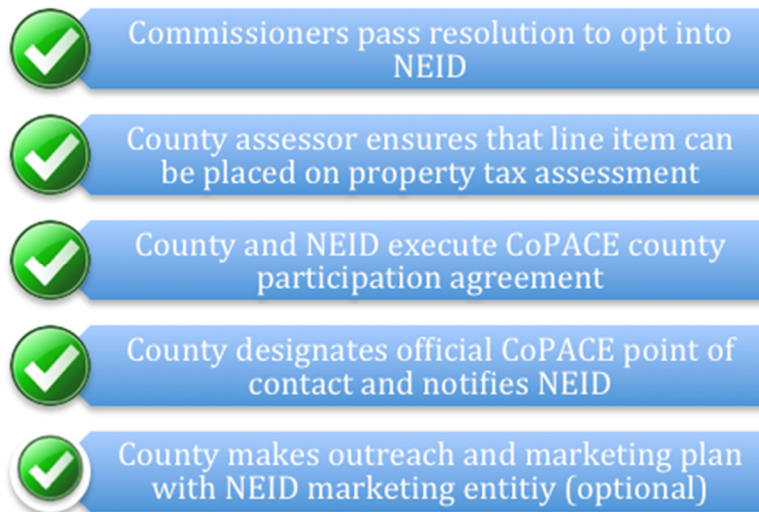 Commissioners pass resolution to opt into
NEID
County assessor ensures that line item can
be placed on property tax assessment
County and NEID execute CoPACE county
participation agreement
County designates official CoPACE point of
contact and notifies NEID
County makes outreach and marketing plan
with NEID marketing entitiy (optional)